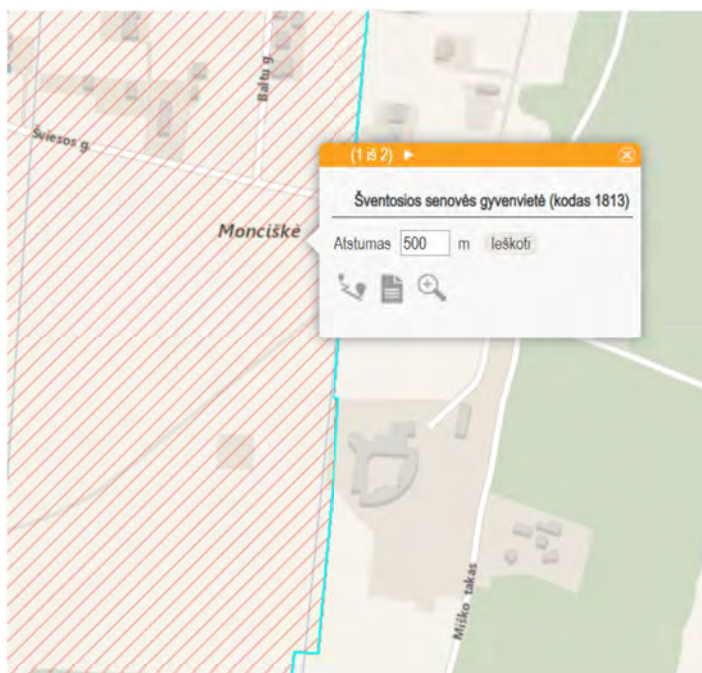 Baltų g.
Šviesos g.
(1 iš 2)
Šventosios senovės gyvenvietė (kodas 1813)
Monciškė
Atstumas 500 m Ieškoti
Miško takas